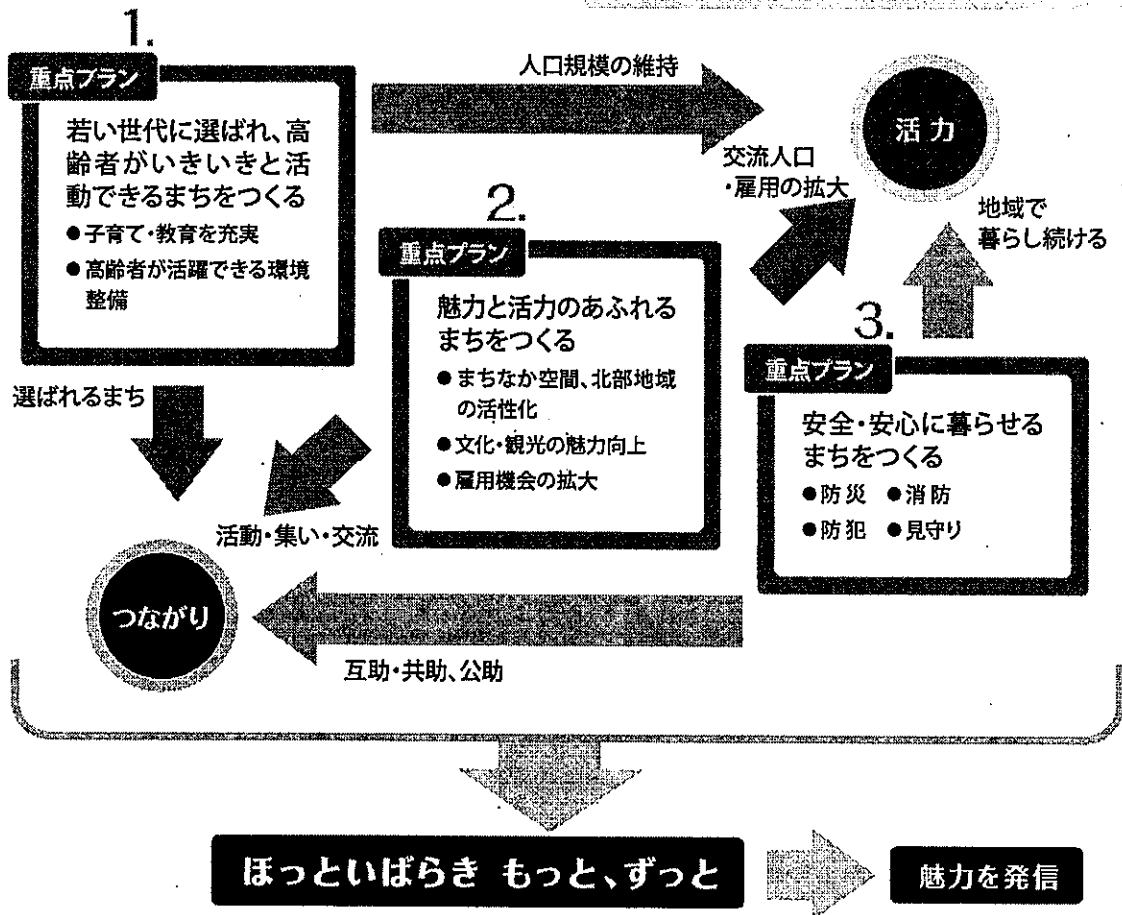 1.
重点プラン
若い世代に選ばれ、高
齢者がいきいきと活
動できるまちをつくる
●子育て・教育を充実
●高齢者が活躍できる環境
整備
人口規模の維持
活力
交流人口
・雇用の拡大
地域で
暮らし続ける
2.
重点プラン
魅力と活力のあふれる
まちをつくる
●まちなか空間、北部地域
の活性化
●文化・観光の魅力向上
●雇用機会の拡大
3.
重点プラン
安全・安心に暮らせる
まちをつくる
●防災 ●消防
●防犯 ●見守り
選ばれるまち
活動・集い・交流
つながり
互助・共助、公助
ほっといばらき もっと、ずっと
魅力を発信